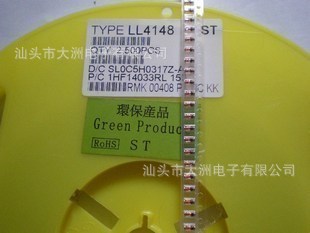 TYPE LL4148 ST
QTY 2,500PCS
D/C SL0C5H0317Z-A
P/C 1HF14033RL 15
RMK 00408 P KK
汕头市大洲电子有限公司
環保産品
Green Produc
RoHS ST
汕头市大洲电子有限公司